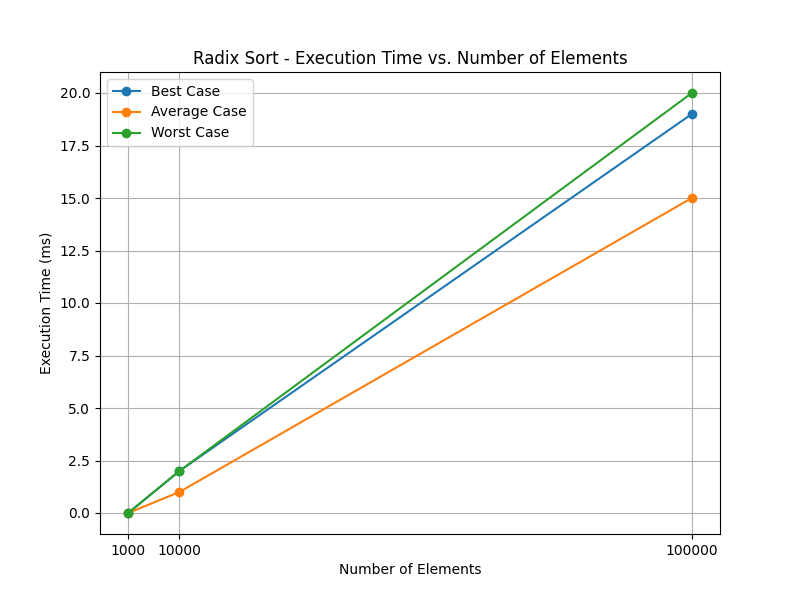 Radix Sort - Execution Time vs. Number of Elements
Best Case
Average Case
Worst Case
20.0
17.5
15.0
12.5
10.0
7.5
5.0
2.5
0.0
Execution Time (ms)
1000 10000 100000
Number of Elements